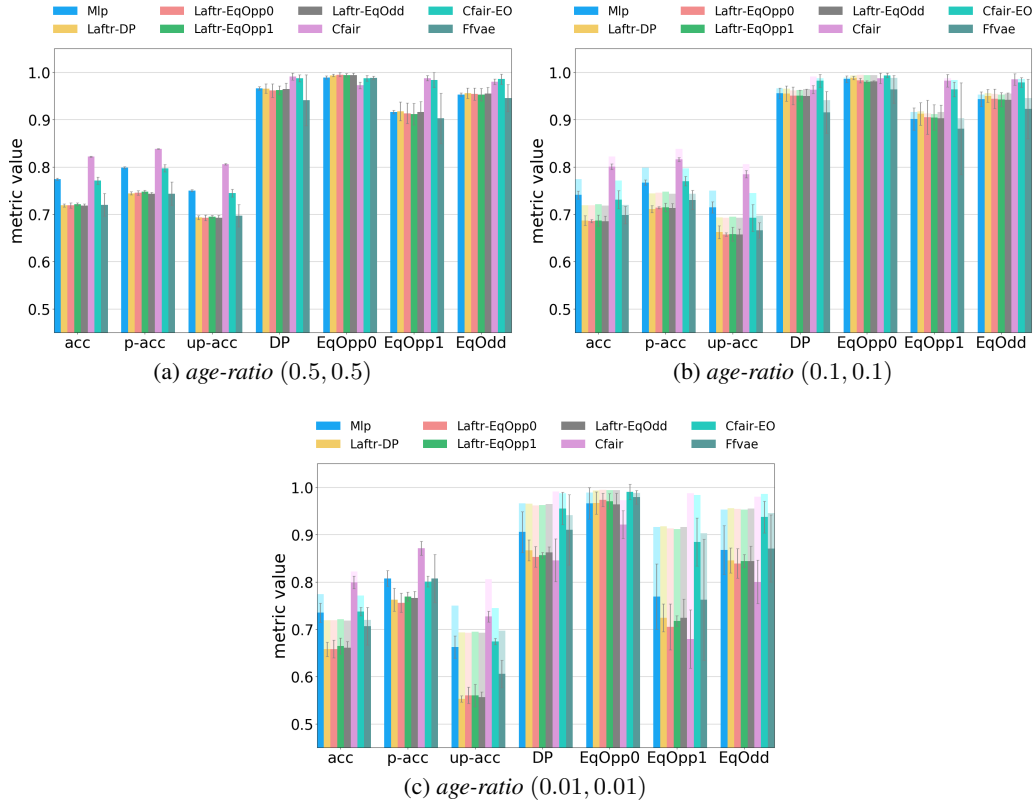 Mlp Laftr-EqOpp0 Laftr-EqOdd Cfair-EO
Laftr-DP Laftr-EqOpp1 Cfair Ffvae
metric value
1.0
0.9
0.8
0.7
0.6
0.5
acc p-acc up-acc DP EqOpp0 EqOpp1 EqOdd
(a) age-ratio (0.5, 0.5)
Mlp Laftr-EqOpp0 Laftr-EqOdd Cfair-EO
Laftr-DP Laftr-EqOpp1 Cfair Ffvae
metric value
1.0
0.9
0.8
0.7
0.6
0.5
acc p-acc up-acc DP EqOpp0 EqOpp1 EqOdd
(b) age-ratio (0.1, 0.1)
Mlp Laftr-EqOpp0 Laftr-EqOdd Cfair-EO
Laftr-DP Laftr-EqOpp1 Cfair Ffvae
metric value
1.0
0.9
0.8
0.7
0.6
0.5
acc p-acc up-acc DP EqOpp0 EqOpp1 EqOdd
(c) age-ratio (0.01, 0.01)